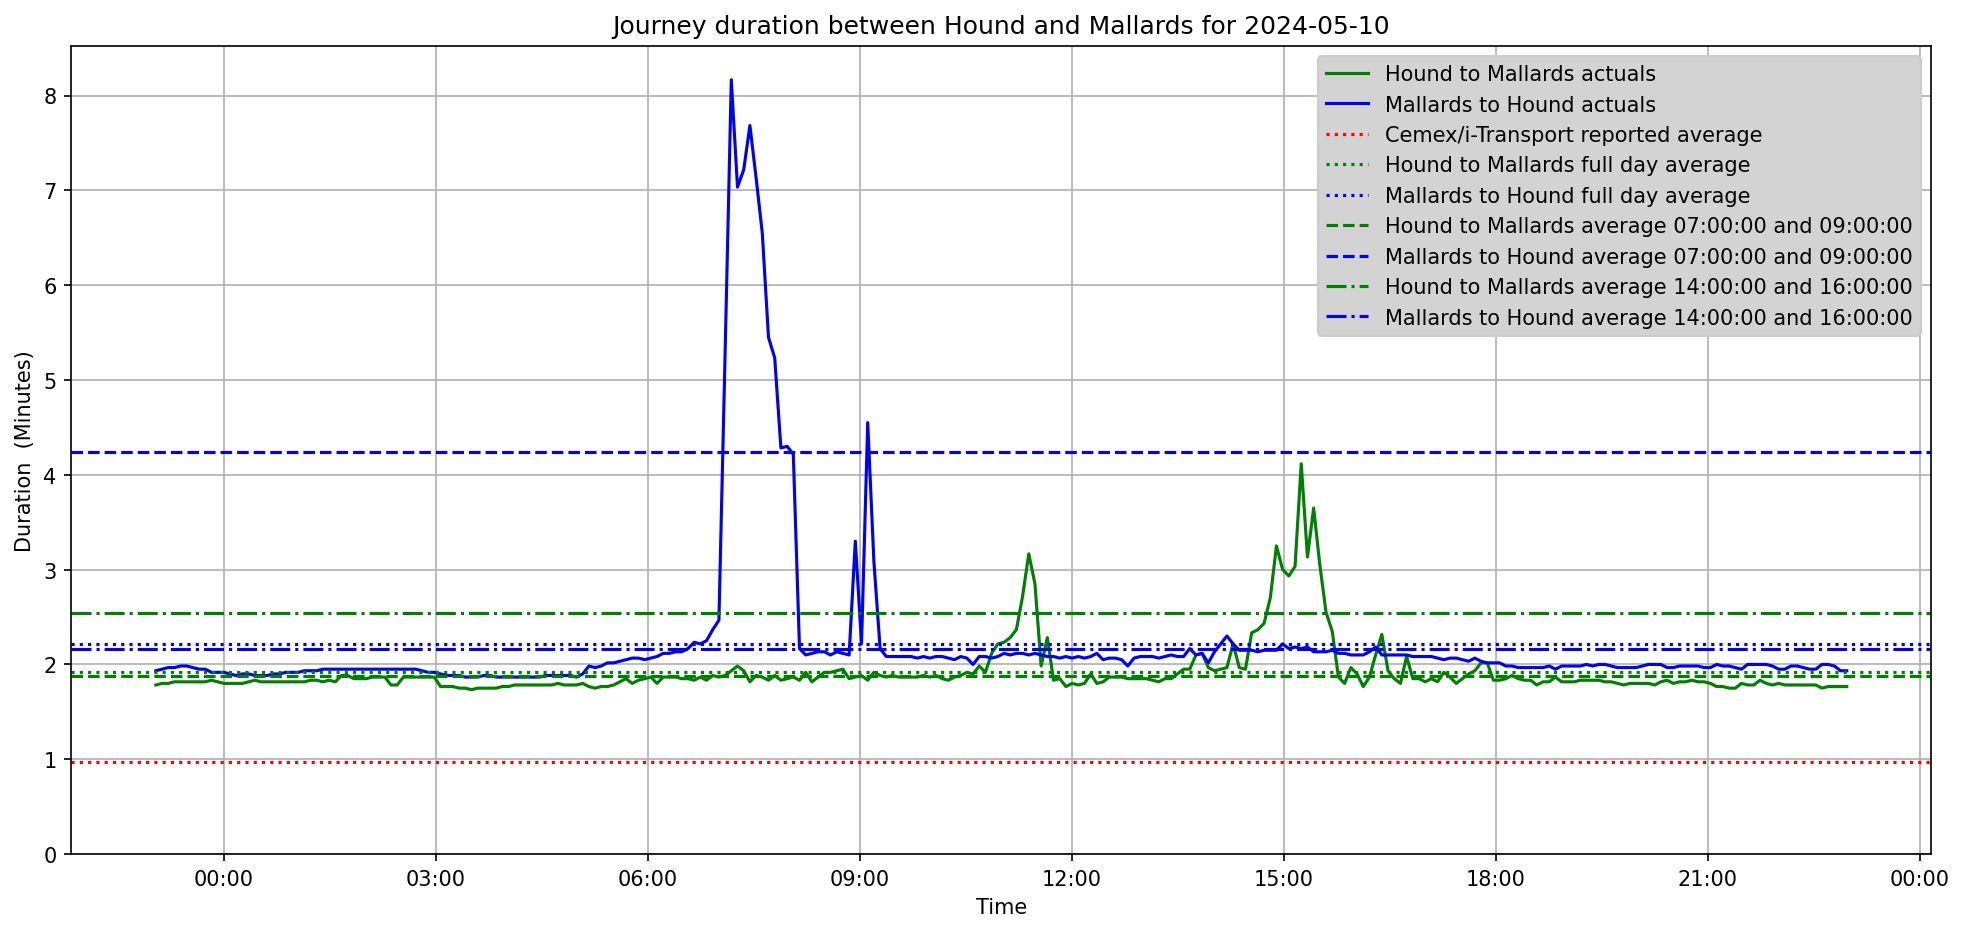 Journey duration between Hound and Mallards for 2024-05-10
Hound to Mallards actuals
Mallards to Hound actuals
Cemex/i-Transport reported average
Hound to Mallards full day average
Mallards to Hound full day average
Hound to Mallards average 07:00:00 and 09:00:00
Mallards to Hound average 07:00:00 and 09:00:00
Hound to Mallards average 14:00:00 and 16:00:00
Mallards to Hound average 14:00:00 and 16:00:00
Duration  (Minutes)
8
7
6
5
4
3
2
1
0
00:00 03:00 06:00 09:00 12:00 15:00 18:00 21:00 00:00
Time